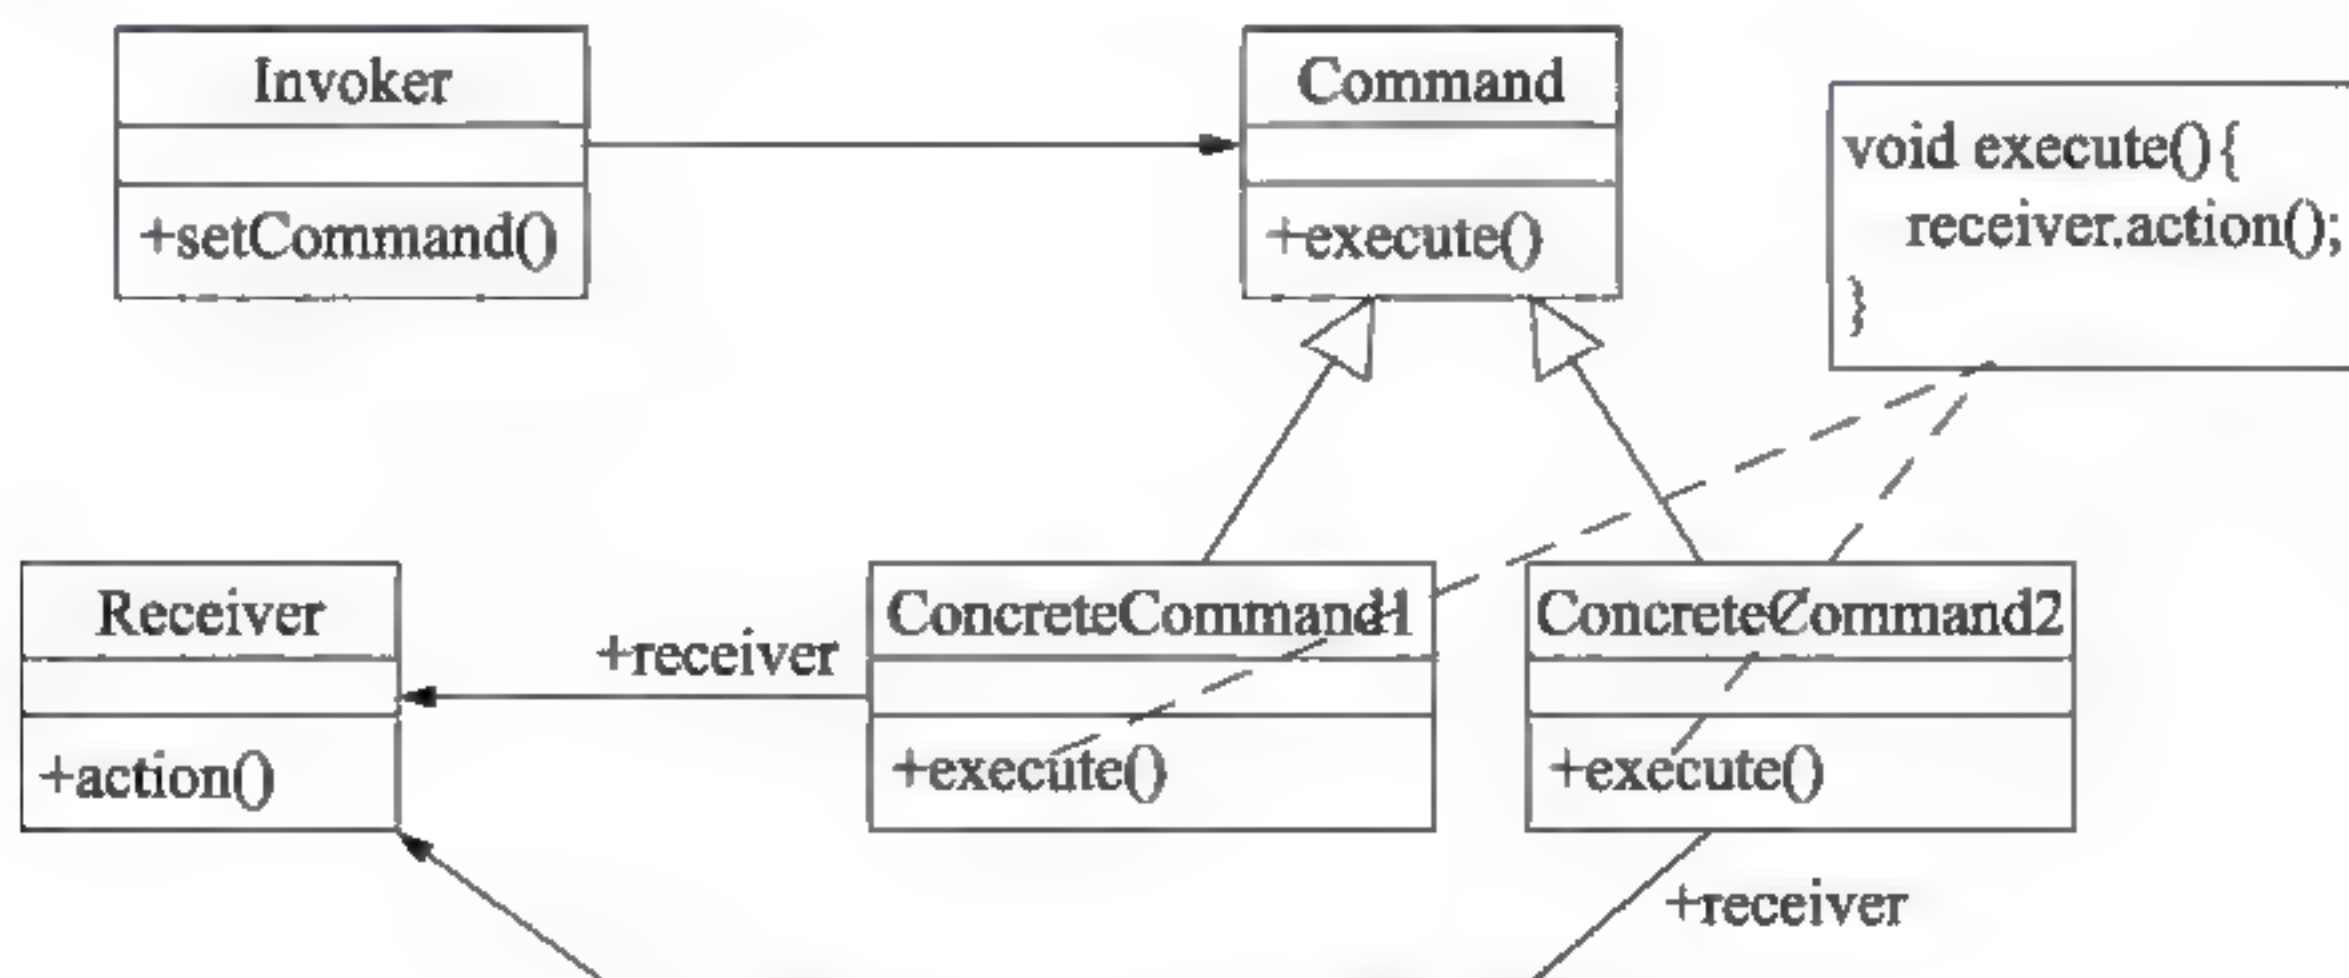 Invoker
+setCommand()
Command
+execute()
void execute(){
receiver.action();
}
Receiver
+action()
+receiver
ConcreteCommand1
+execute()
ConcreteCommand2
+execute()
+receiver